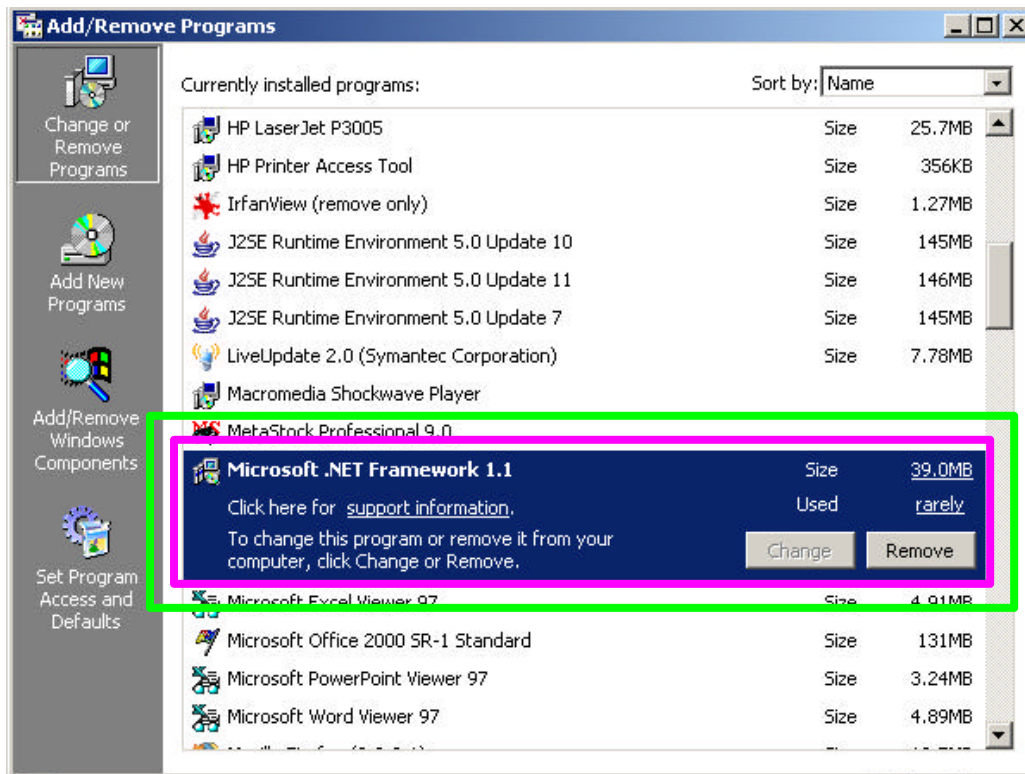 Add/Remove Programs
Change or
Remove
Programs
Add New
Programs
Add/Remove
Windows
Components
Set Program
Access and
Defaults
Currently installed programs:
Sort by: Name
HP LaserJet P3005 Size 25.7MB
HP Printer Access Tool Size 356KB
IrfanView (remove only) Size 1.27MB
J2SE Runtime Environment 5.0 Update 10 Size 145MB
J2SE Runtime Environment 5.0 Update 11 Size 146MB
J2SE Runtime Environment 5.0 Update 7 Size 145MB
LiveUpdate 2.0 (Symantec Corporation) Size 7.78MB
Macromedia Shockwave Player
MetaStock Professional 9.0
Microsoft .NET Framework 1.1 Size 39.0MB
Click here for support information. Used rarely
To change this program or remove it from your
computer, click Change or Remove.
Change Remove
Microsoft Excel Viewer 97 Size 4.91MB
Microsoft Office 2000 SR-1 Standard Size 131MB
Microsoft PowerPoint Viewer 97 Size 3.24MB
Microsoft Word Viewer 97 Size 4.89MB